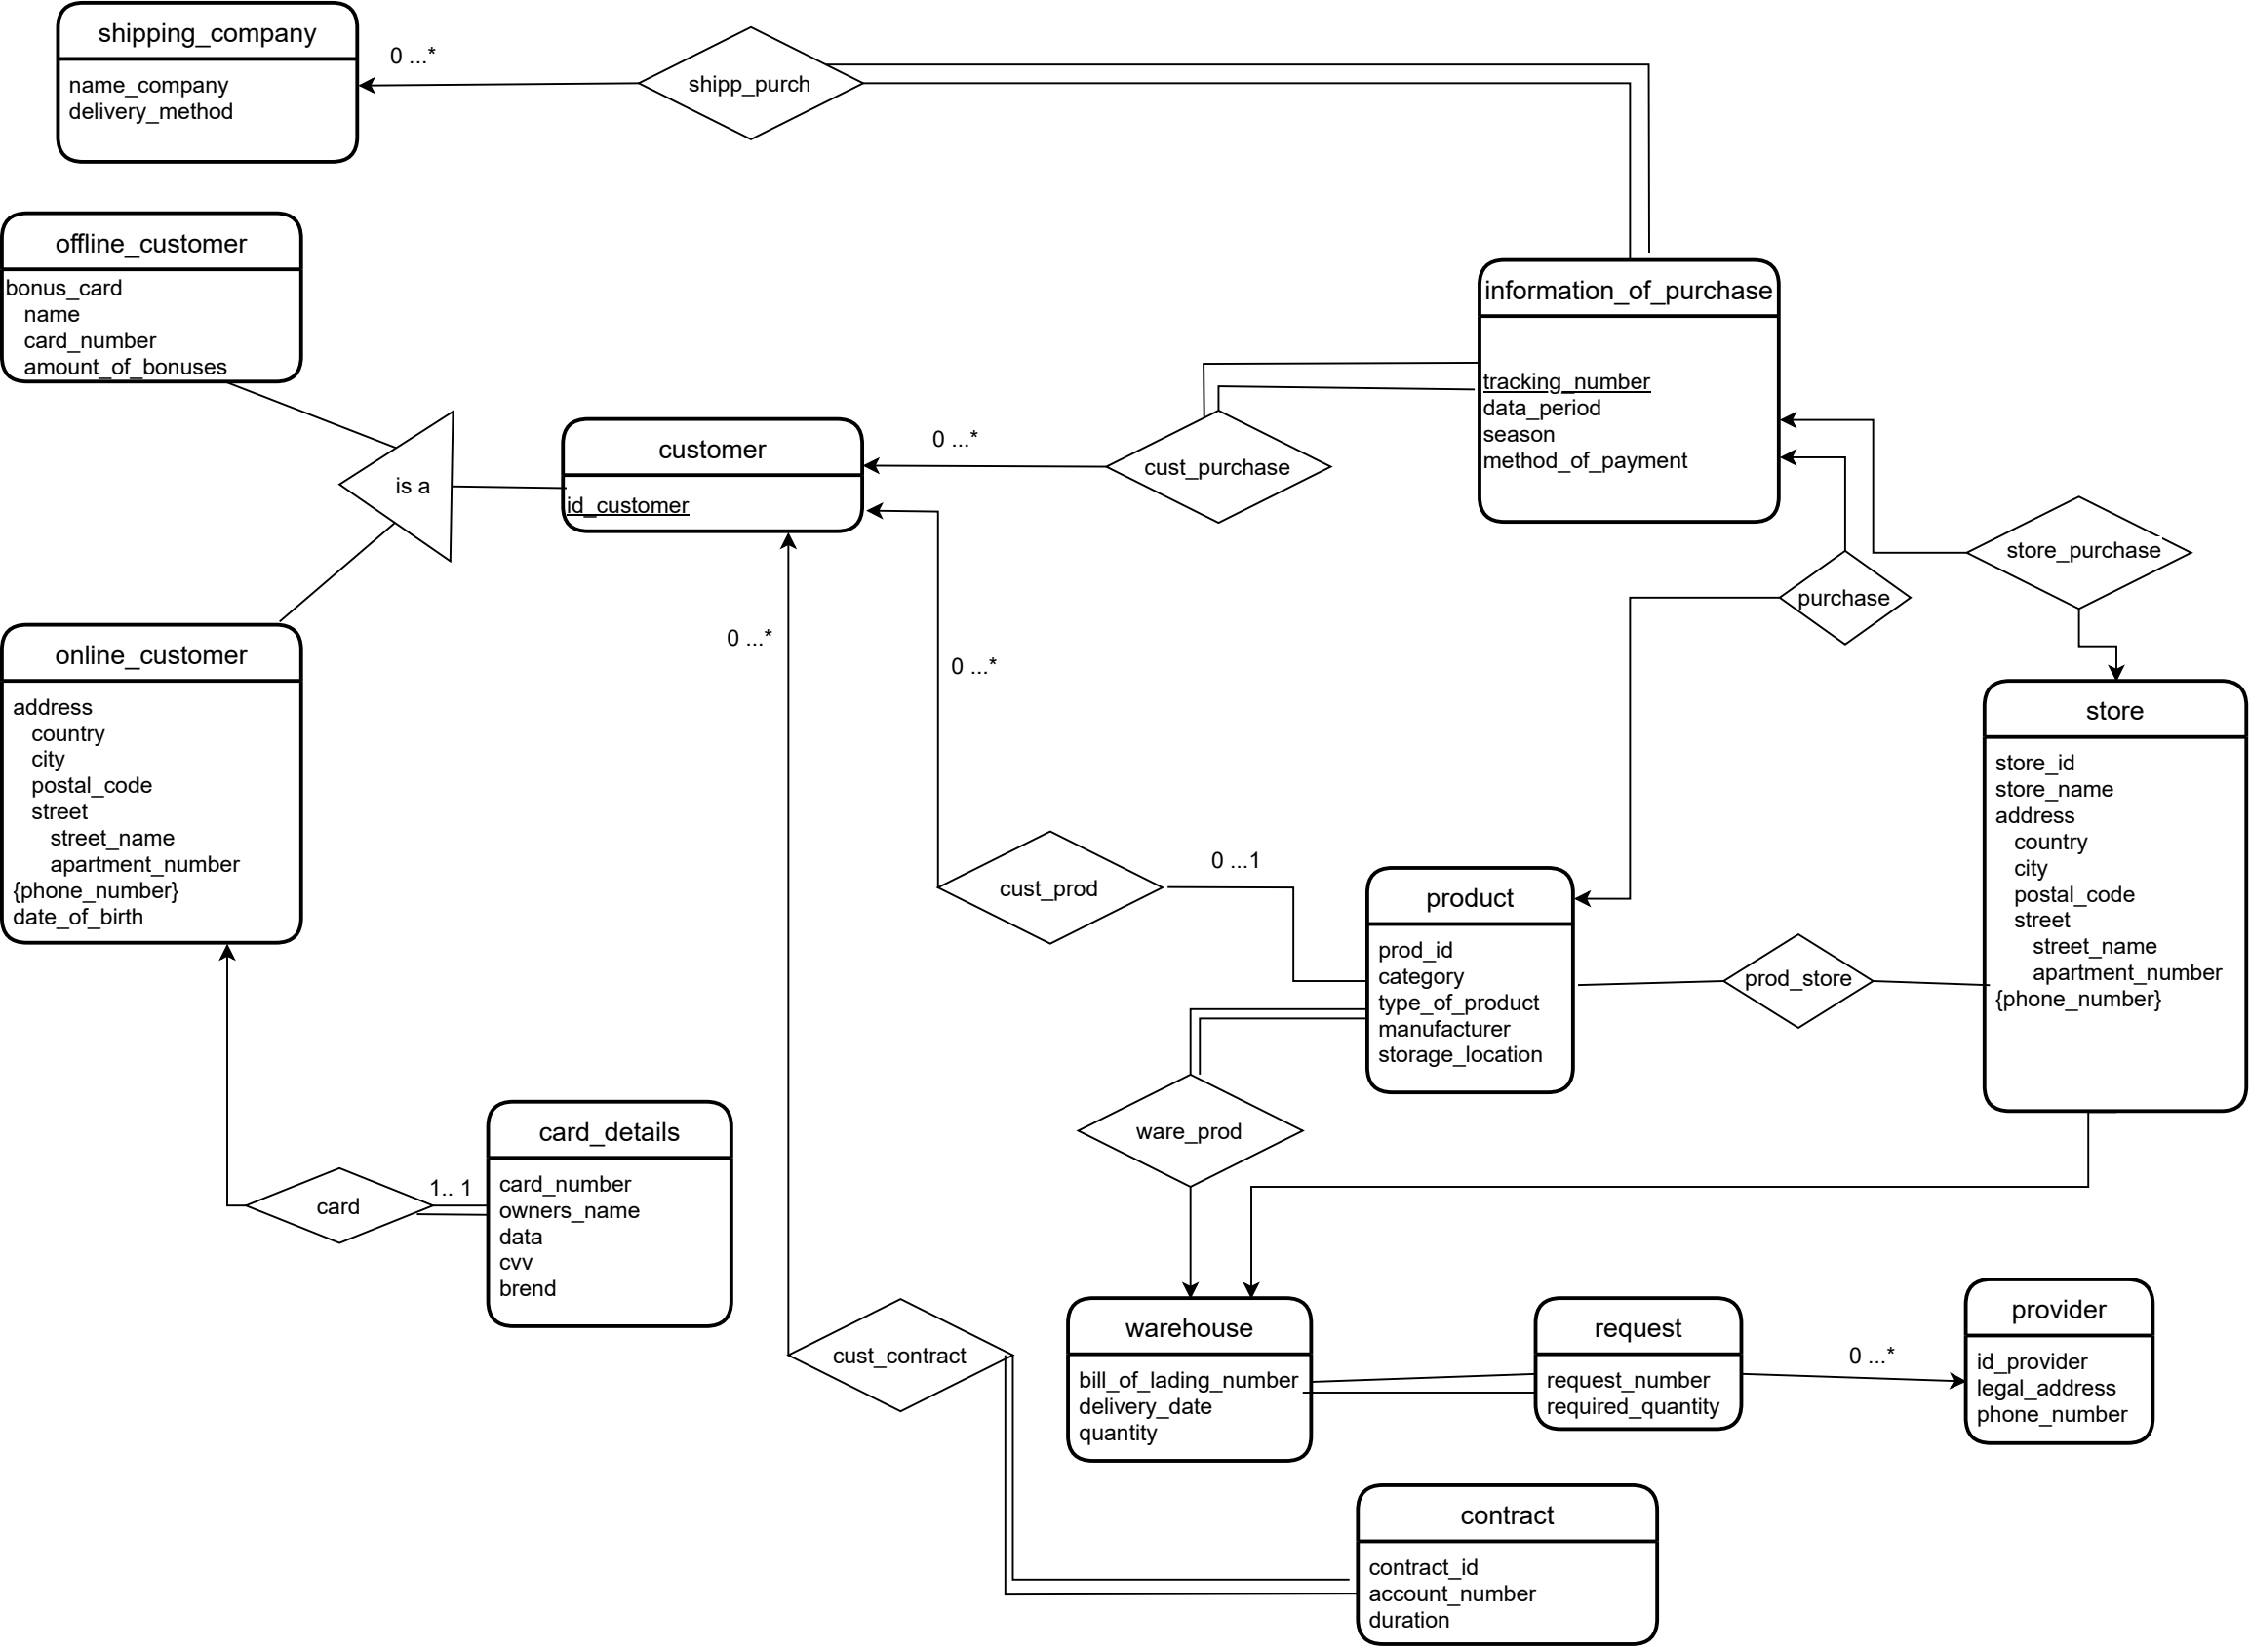 shipping_company
name_company
delivery_method
0 ...*
shipp_purch
offline_customer
bonus_card
name
card_number
amount_of_bonuses
is a
customer
id_customer
0 ...*
cust_purchase
information_of_purchase
tracking_number
data_period
season
method_of_payment
store_purchase
purchase
online_customer
address
country
city
postal_code
street
street_name
apartment_number
{phone_number}
date_of_birth
0 ...*
0 ...*
cust_prod
0 ...1
product
prod_id
category
type_of_product
manufacturer
storage_location
prod_store
store
store_id
store_name
address
country
city
postal_code
street
street_name
apartment_number
{phone_number}
ware_prod
card
1.. 1
card_details
card_number
owners_name
data
cvv
brend
cust_contract
warehouse
bill_of_lading_number
delivery_date
quantity
request
request_number
required_quantity
0 ...*
provider
id_provider
legal_address
phone_number
contract
contract_id
account_number
duration